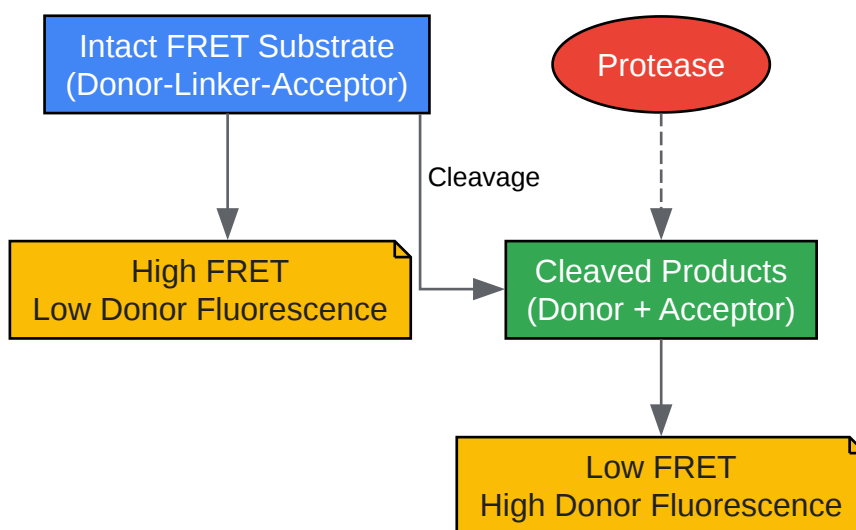 Intact FRET Substrate
(Donor-Linker-Acceptor)
Protease
Cleavage
High FRET
Low Donor Fluorescence
Cleaved Products
(Donor + Acceptor)
Low FRET
High Donor Fluorescence